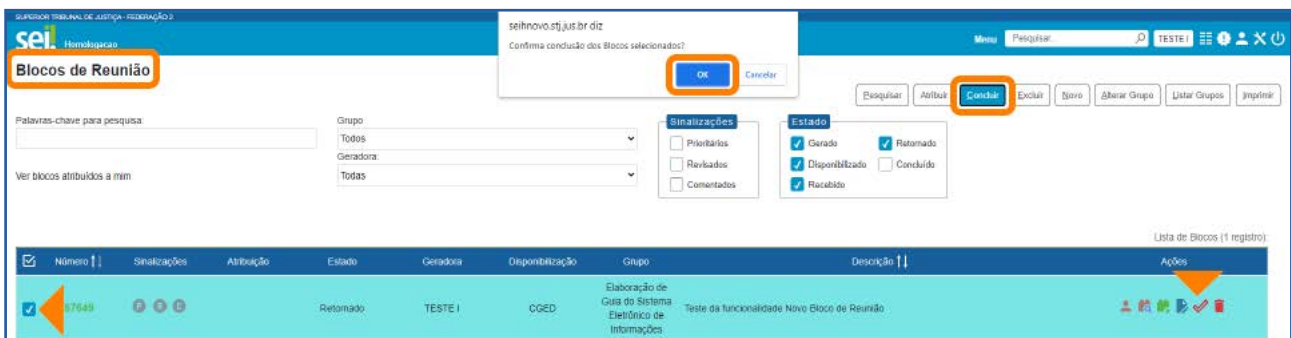 SUPERIOR TRIBUNAL DE JUSTIÇA - FEDERAÇÃO 3
sei. Homologacao
Menu Pesquisar... TESTE I
seihnovo.stj.jus.br diz
Confirma conclusão dos Blocos selecionados?
OK Cancelar
Blocos de Reunião
Pesquisar Atribuir Concluir Excluir Novo Alterar Grupo Listar Grupos Imprimir
Palavras-chave para pesquisa:
Grupo
Todos
Geradora:
Todas
Ver blocos atribuídos a mim
Sinalizações
Prioritários
Revisados
Comentados
Estado
Gerado Retornado
Disponibilizado Concluído
Recebido
Lista de Blocos (1 registro):
Número Sinalizações Atribuição Estado Geradora Disponibilização Grupo Descrição Ações
67649 Retornado TESTE I CGED Elaboração de Guia do Sistema Eletrônico de Informações Teste da funcionalidade Novo Bloco de Reunião